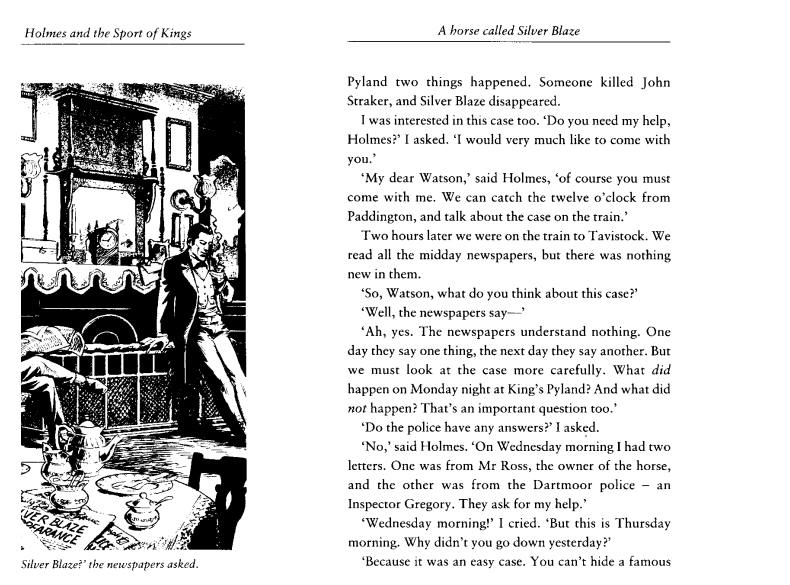 Holmes and the Sport of Kings
VER BLAZE
Silver Blaze?' the newspapers asked.
A horse called Silver Blaze
Pyland two things happened. Someone killed John
Straker, and Silver Blaze disappeared.
I was interested in this case too. 'Do you need my help,
Holmes?' I asked. 'I would very much like to come with
you.'
'My dear Watson,' said Holmes, 'of course you must
come with me. We can catch the twelve o'clock from
Paddington, and talk about the case on the train.'
Two hours later we were on the train to Tavistock. We
read all the midday newspapers, but there was nothing
new in them.
'So, Watson, what do you think about this case?'
'Well, the newspapers say—'
'Ah, yes. The newspapers understand nothing. One
day they say one thing, the next day they say another. But
we must look at the case more carefully. What did
happen on Monday night at King's Pyland? And what did
not happen? That's an important question too.'
'Do the police have any answers?' I asked.
'No,' said Holmes. 'On Wednesday morning I had two
letters. One was from Mr Ross, the owner of the horse,
and the other was from the Dartmoor police – an
Inspector Gregory. They ask for my help.'
'Wednesday morning!' I cried. 'But this is Thursday
morning. Why didn't you go down yesterday?'
'Because it was an easy case. You can't hide a famous